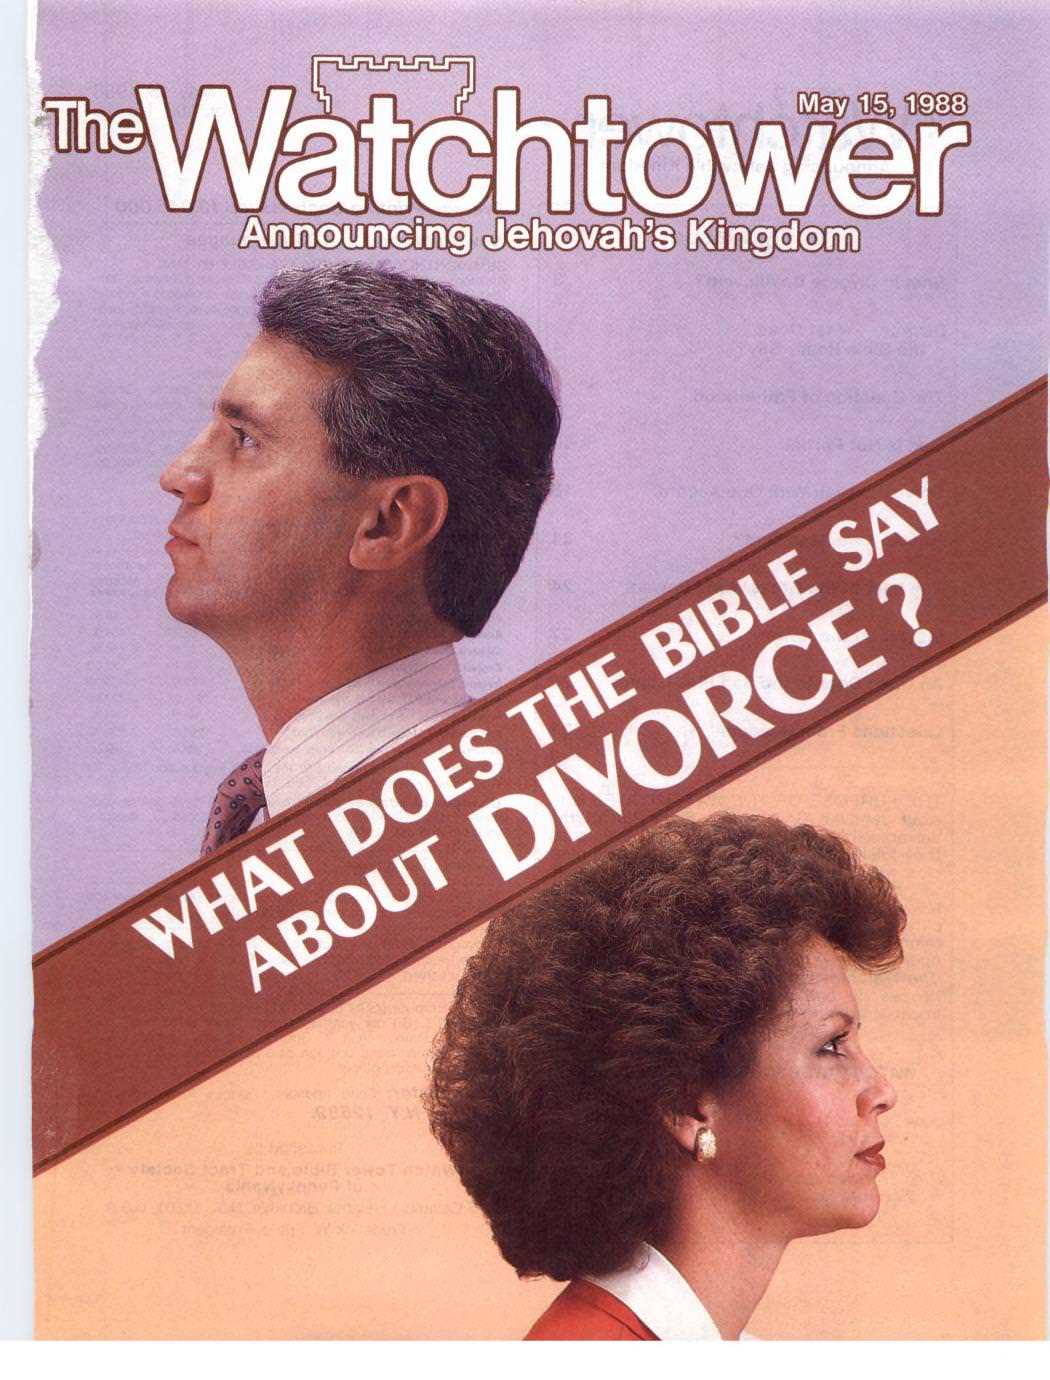 The Watchtower
May 15, 1988
Announcing Jehovah's Kingdom
WHAT DOES THE BIBLE SAY
ABOUT DIVORCE?